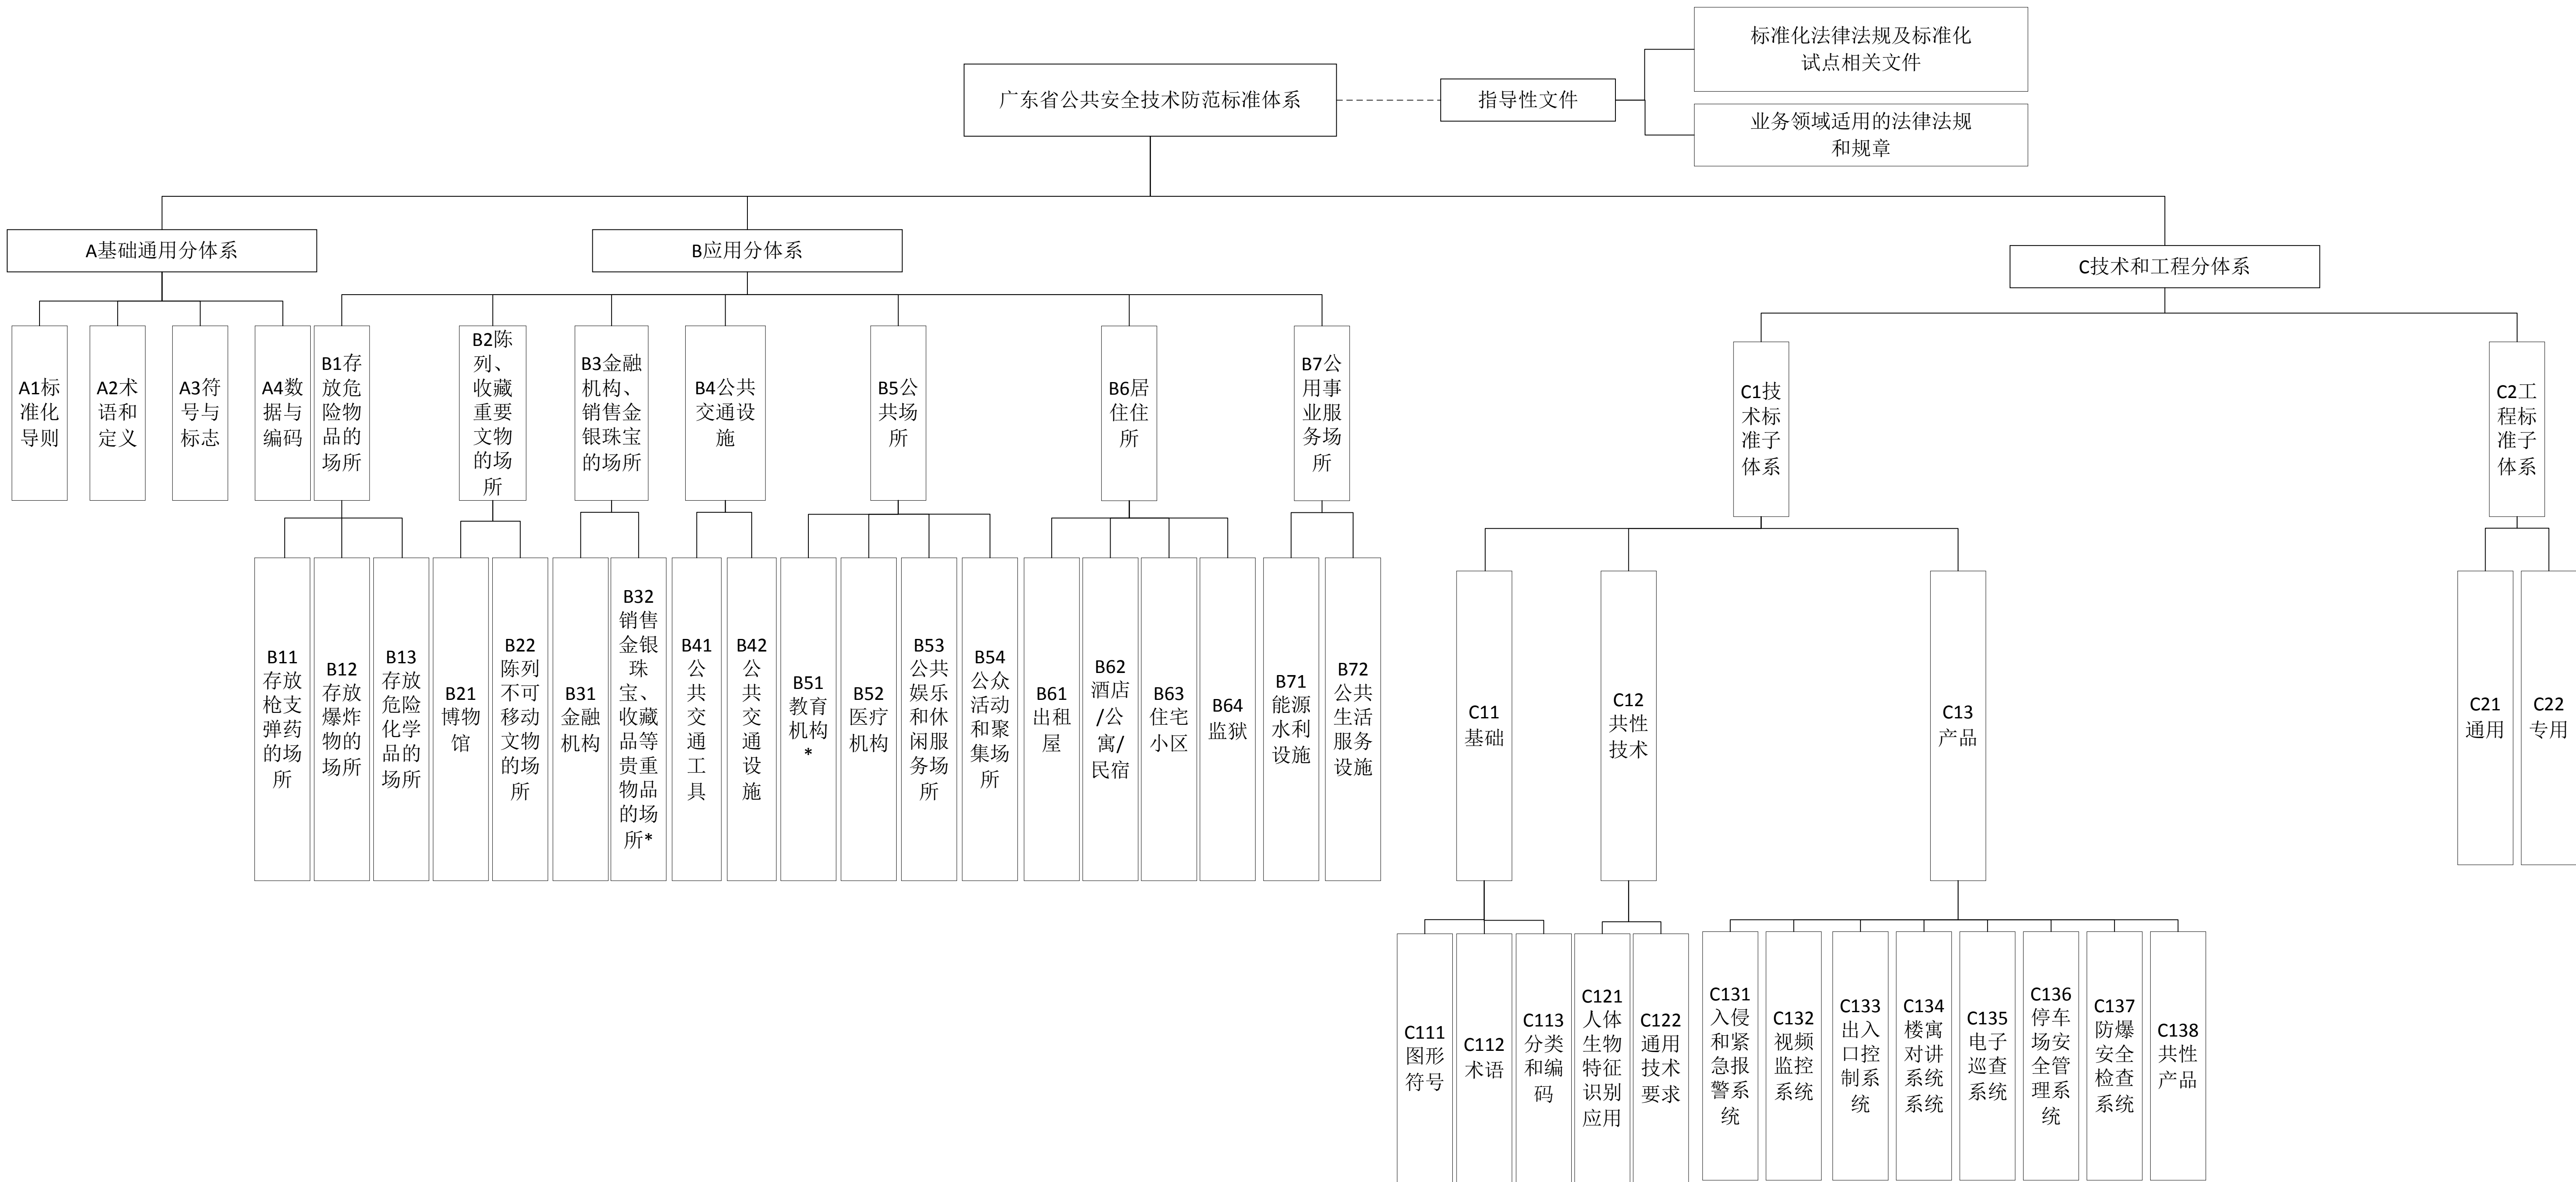 标准化法律法规及标准化
试点相关文件
广东省公共安全技术防范标准体系
指导性文件
业务领域适用的法律法规
和规章
A基础通用分体系
B应用分体系
C技术和工程分体系
A1标
准化
导则
A2术
语和
定义
A3符
号与
标志
A4数
据与
编码
B1存
放危
险物
品的
场所
B2陈
列、
收藏
重要
文物
的场
所
B3金融
机构、
销售金
银珠宝
的场所
B4公共
交通设
施
B5公
共场
所
B6居
住住
所
B7公
用事
业服
务场
所
C1技
术标
准子
体系
C2工
程标
准子
体系
B11
存放
枪支
弹药
的场
所
B12
存放
爆炸
物的
场所
B13
存放
危险
化学
品的
场所
B21
博物
馆
B22
陈列
不可
移动
文物
的场
所
B31
金融
机构
B32
销售
金银
珠
宝、
收藏
品等
贵重
物品
的场
所*
B41
公
共
交
通
工
具
B42
公
共
交
通
设
施
B51
教育
机构
*
B52
医疗
机构
B53
公共
娱乐
和休
闲服
务场
所
B54
公众
活动
和聚
集场
所
B61
出租
屋
B62
酒店
/公
寓/
民宿
B63
住宅
小区
B64
监狱
B71
能源
水利
设施
B72
公共
生活
服务
设施
C11
基础
C12
共性
技术
C13
产品
C21
通用
C22
专用
C111
图形
符号
C112
术语
C113
分类
和编
码
C121
人体
生物
特征
识别
应用
C122
通用
技术
要求
C131
入侵
和紧
急报
警系
统
C132
视频
监控
系统
C133
出入
口控
制系
统
C134
楼寓
对讲
系统
系统
C135
电子
巡查
系统
C136
停车
场安
全管
理系
统
C137
防爆
安全
检查
系统
C138
共性
产品